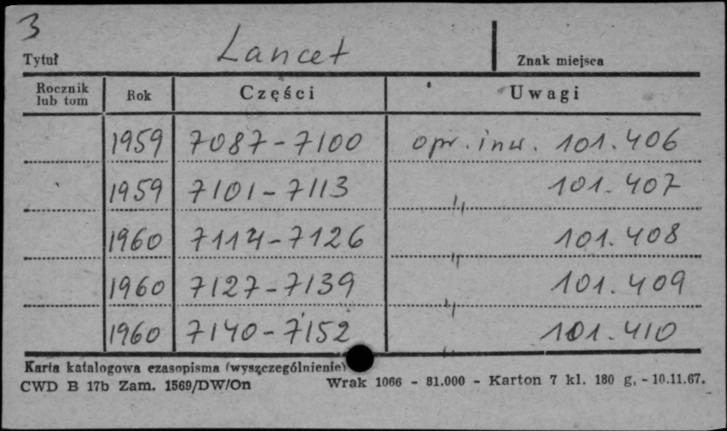 3
Tytuł Lancet Znak miejsca
Rocznik lub tom Rok Części Uwagi
1959 7087-7100 opr. inw. 101.406
1959 7101-7113 " 101.407
1960 7114-7126 " 101.408
1960 7127-7139 " 101.409
1960 7140-7152 101.410
Karta katalogowa czasopisma (wyszczególnienie)
CWD B 17b Zam. 1569/DW/On Wrak 1066 - 81.000 - Karton 7 kl. 180 g. - 10.11.67.